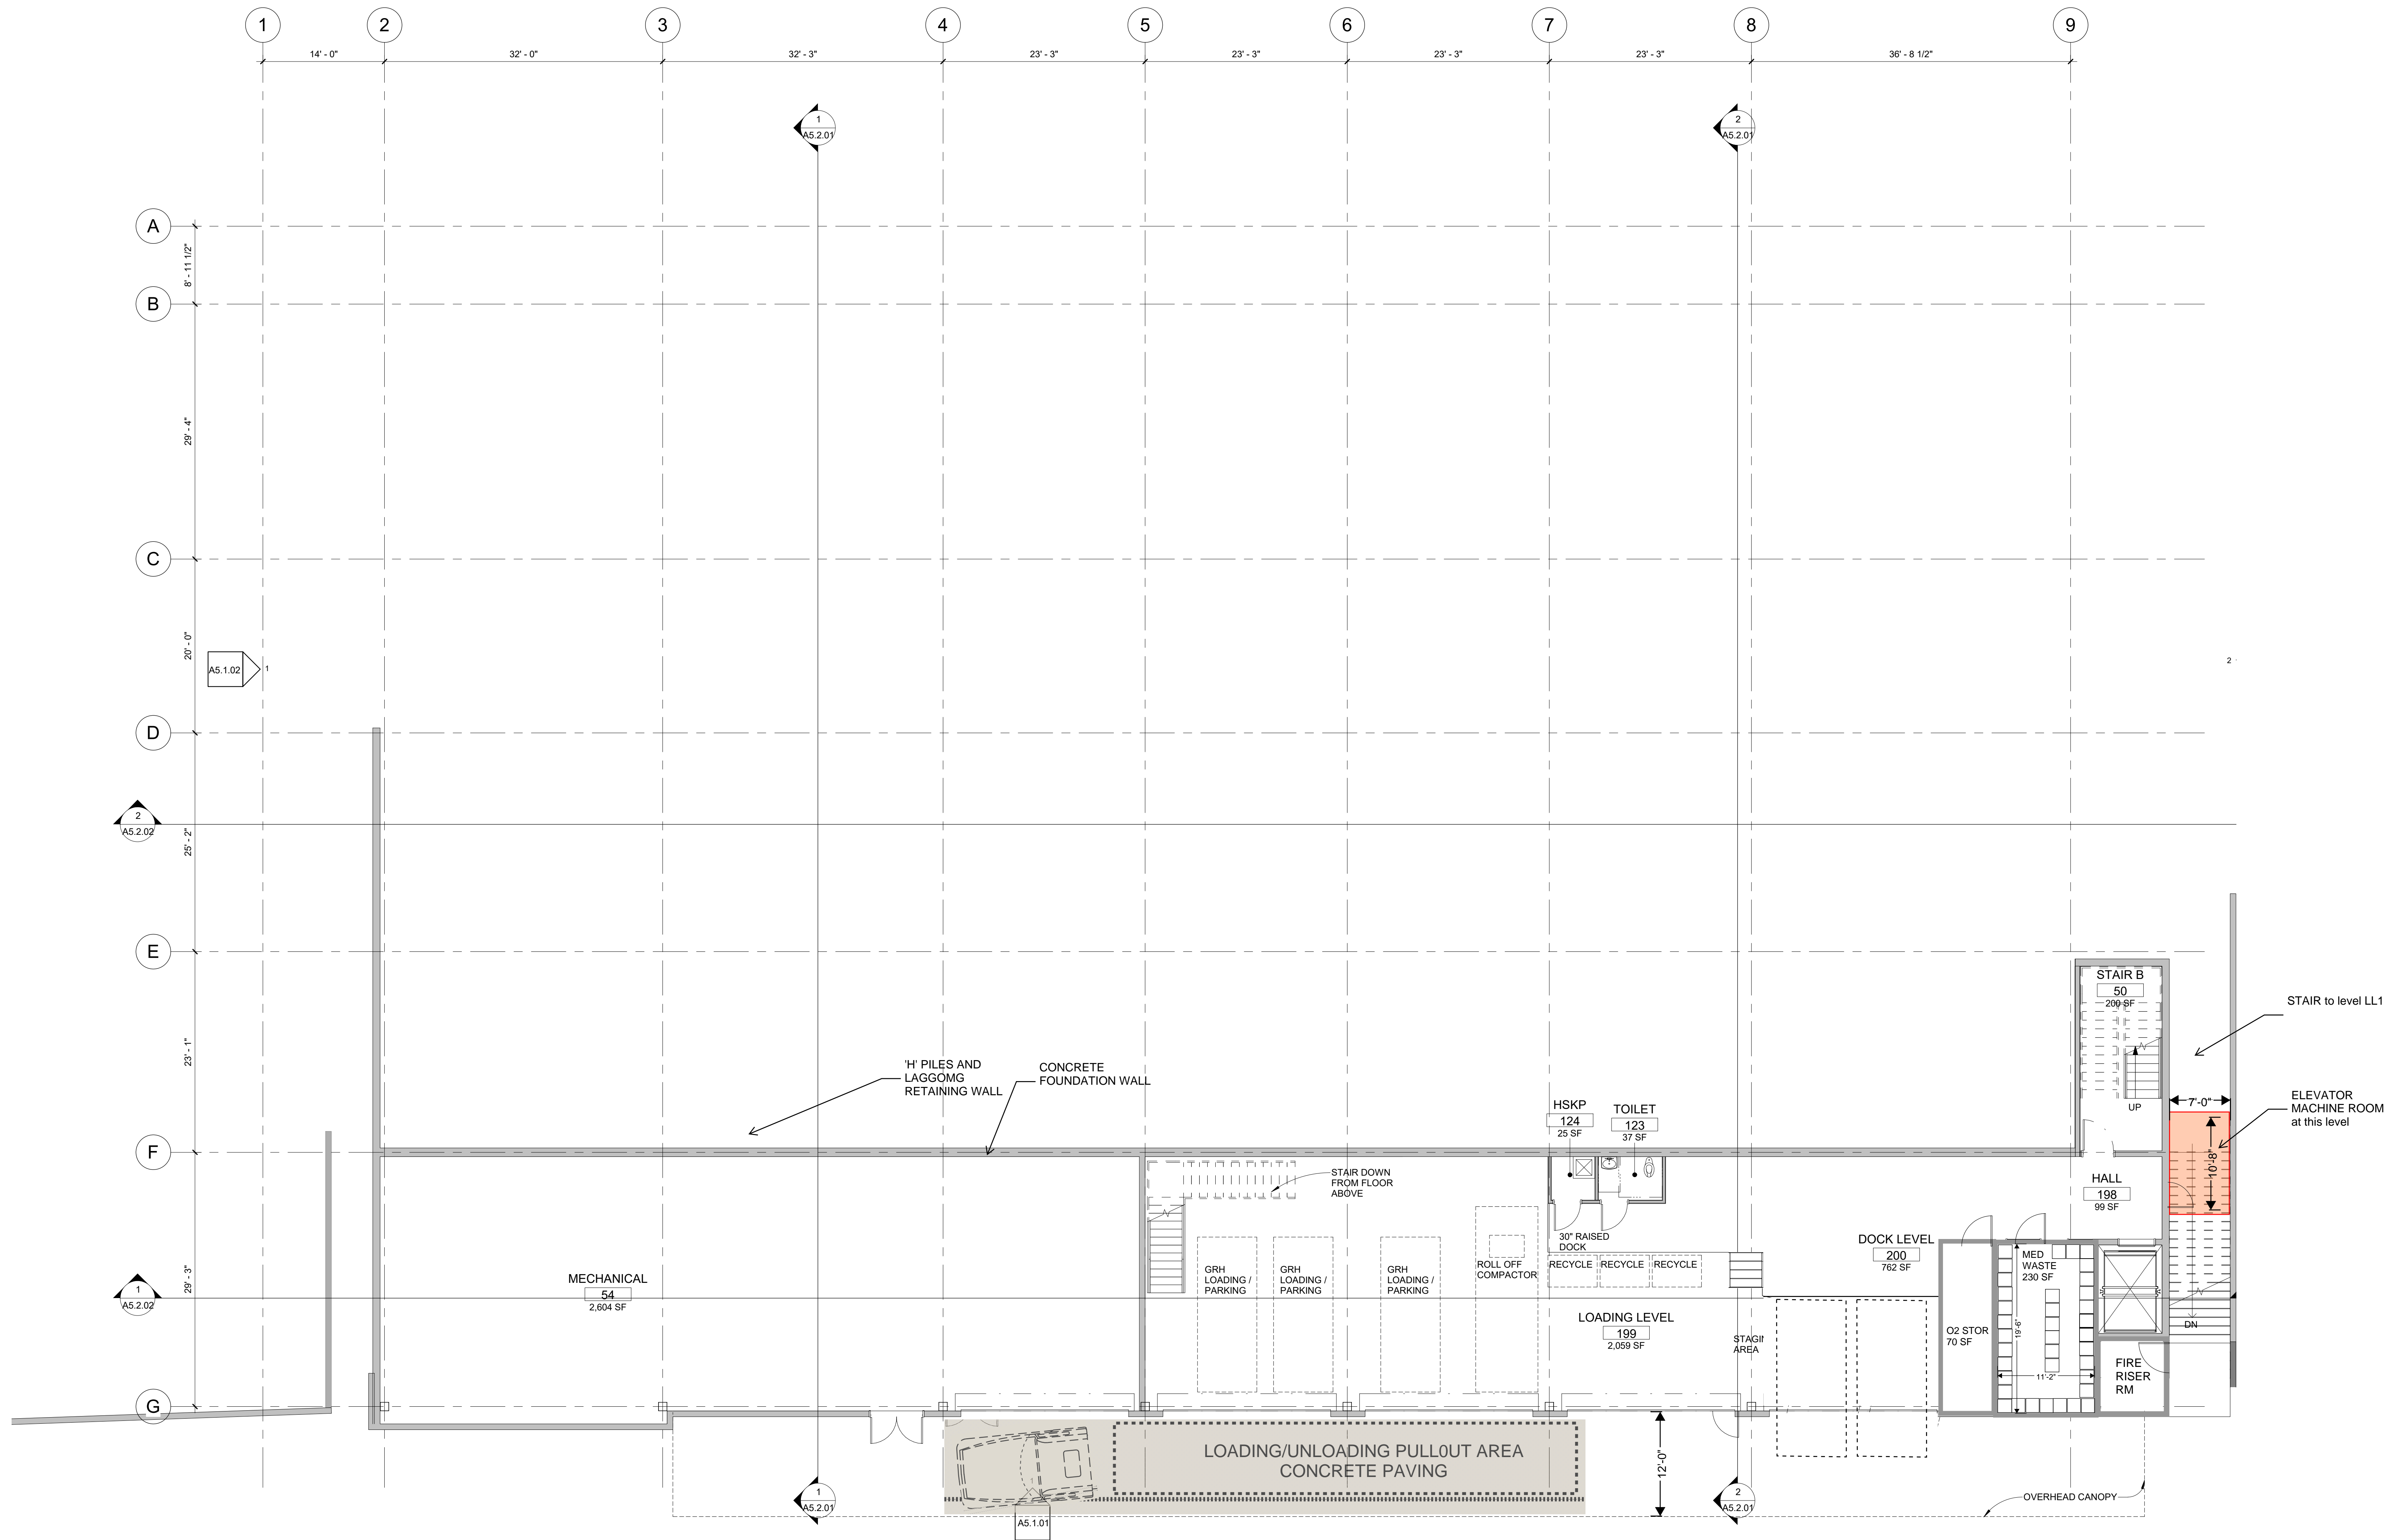 1
2
3
4
5
6
7
8
9
14' - 0"
32' - 0"
32' - 3"
23' - 3"
23' - 3"
23' - 3"
23' - 3"
36' - 8 1/2"
1
A5.2.01
2
A5.2.01
A
8' - 11 1/2"
B
29' - 4"
C
20' - 0"
A5.1.02
1
2
D
2
A5.2.02
25' - 2"
E
23' - 1"
STAIR B
50
200 SF
UP
STAIR to level LL1
'H' PILES AND
LAGGOMG
RETAINING WALL
CONCRETE
FOUNDATION WALL
7'-0"
ELEVATOR
MACHINE ROOM
at this level
10'-8"
HSKP
124
25 SF
TOILET
123
37 SF
F
STAIR DOWN
FROM FLOOR
ABOVE
HALL
198
99 SF
29' - 3"
30" RAISED
DOCK
DOCK LEVEL
200
762 SF
MECHANICAL
54
2,604 SF
GRH
LOADING /
PARKING
GRH
LOADING /
PARKING
GRH
LOADING /
PARKING
ROLL OFF
COMPACTOR
RECYCLE
RECYCLE
RECYCLE
MED
WASTE
230 SF
1
A5.2.02
LOADING LEVEL
199
2,059 SF
STAGI
AREA
O2 STOR
70 SF
19'-6"
11'-2"
DN
FIRE
RISER
RM
G
LOADING/UNLOADING PULL0UT AREA
CONCRETE PAVING
12'-0"
1
A5.2.01
2
A5.2.01
A5.1.01
OVERHEAD CANOPY